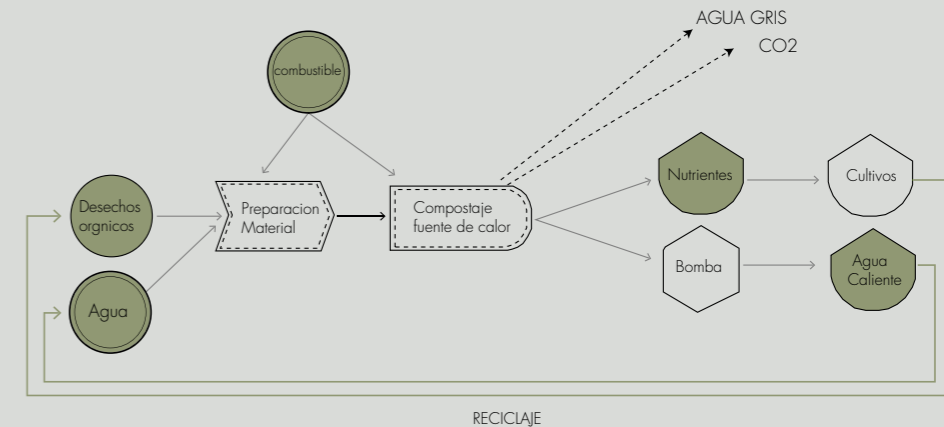 AGUA GRIS
CO2
combustible
Desechos
orgnicos
Preparacion
Material
Compostaje
fuente de calor
Nutrientes
Cultivos
Agua
Bomba
Agua
Caliente
RECICLAJE